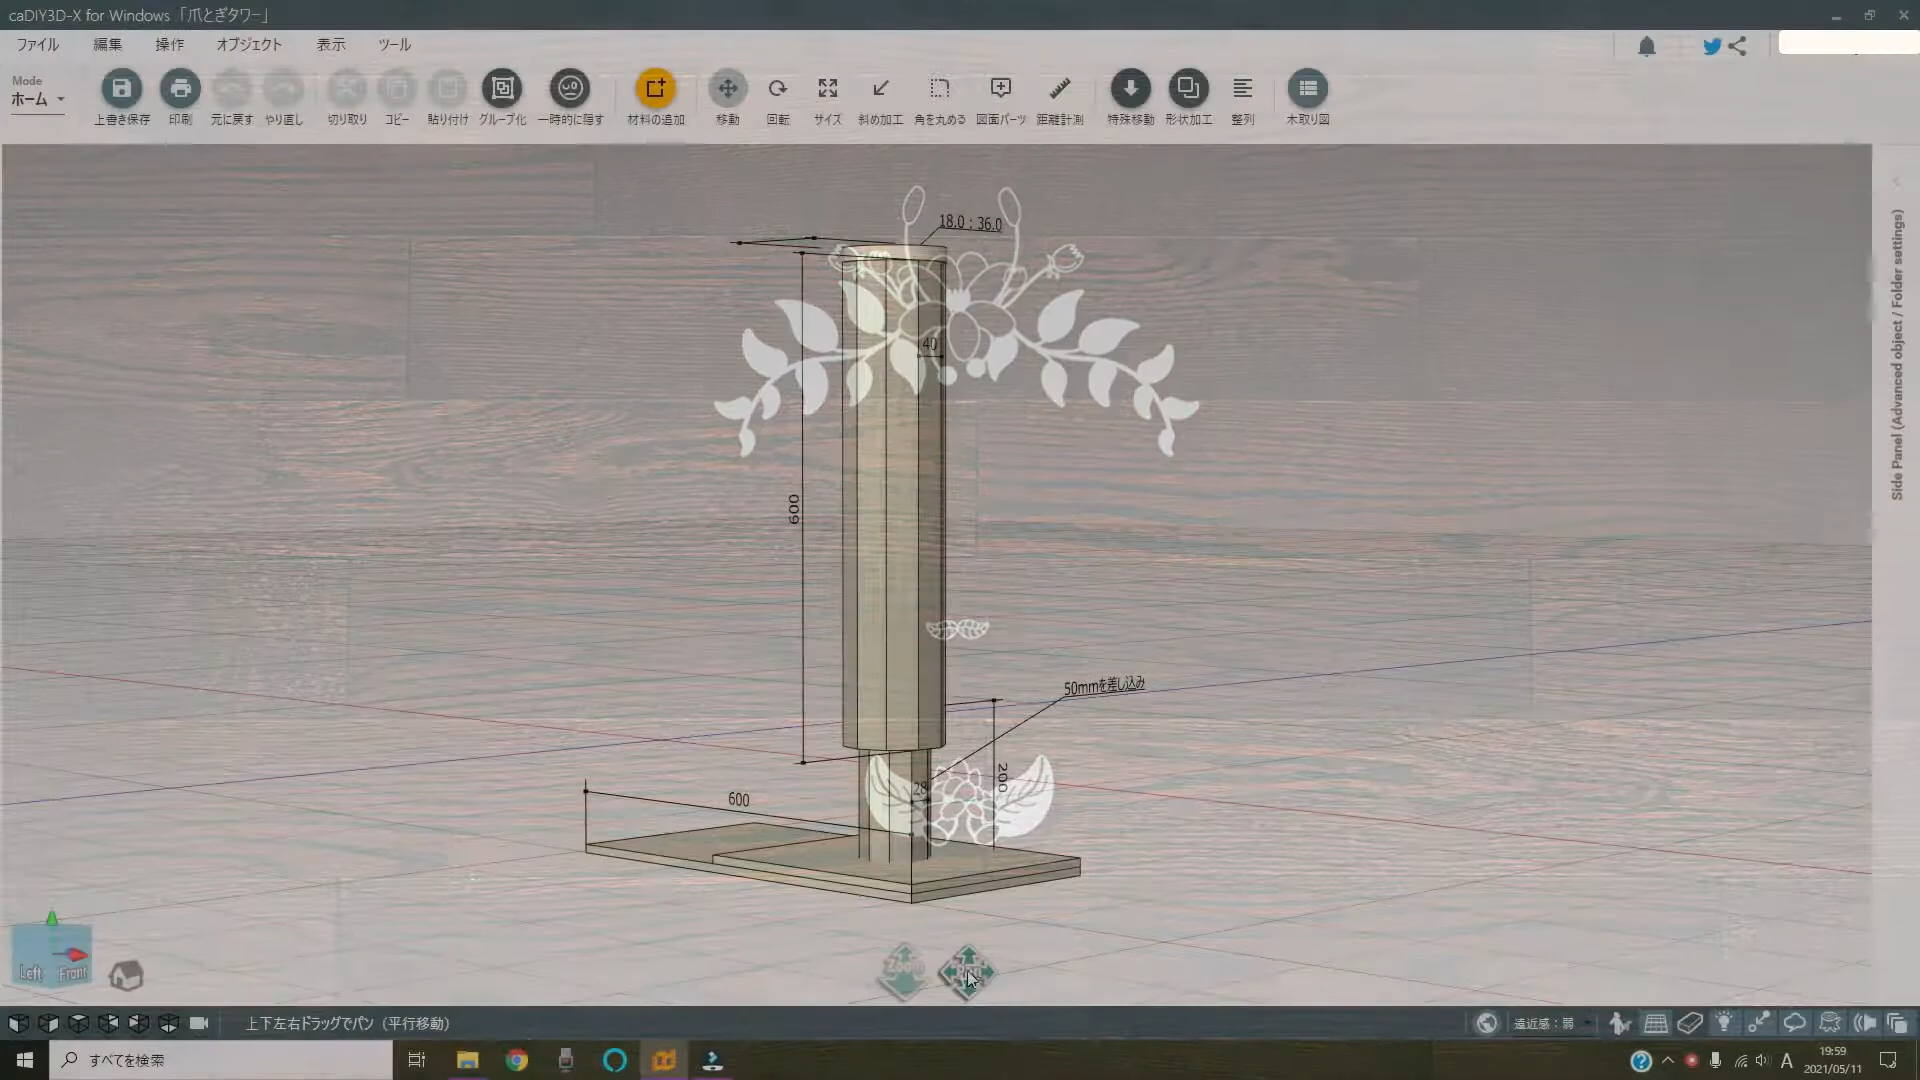 caDIY3D-X for Windows 「爪とぎタワー」
ファイル 編集 操作 オブジェクト 表示 ツール
Mode
ホーム
上書き保存 印刷 元に戻す やり直し 切り取り コピー 貼り付け グループ化 一時的に隠す 材料の追加 移動 回転 サイズ 斜め加工 角を丸める 図面パーツ 距離計測 特殊移動 形状加工 整列 木取り図
Side Panel (Advanced object / Folder settings)
18.0 : 36.0
40
600
50mmを差し込み
200
28
600
Left Front
Zoom Pan
上下左右ドラッグでパン（平行移動）
遠近感：弱
すべてを検索
A
19:59
2021/05/11